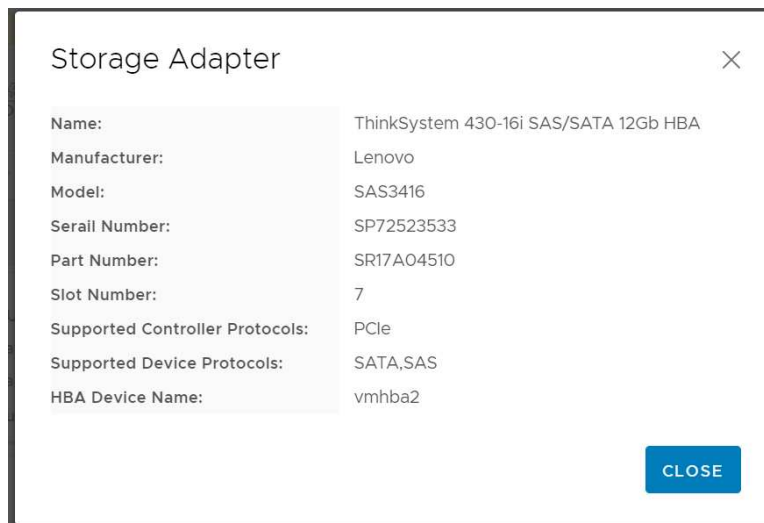 Storage Adapter
Name: ThinkSystem 430-16i SAS/SATA 12Gb HBA
Manufacturer: Lenovo
Model: SAS3416
Serail Number: SP72523533
Part Number: SR17A04510
Slot Number: 7
Supported Controller Protocols: PCIe
Supported Device Protocols: SATA,SAS
HBA Device Name: vmhba2
CLOSE